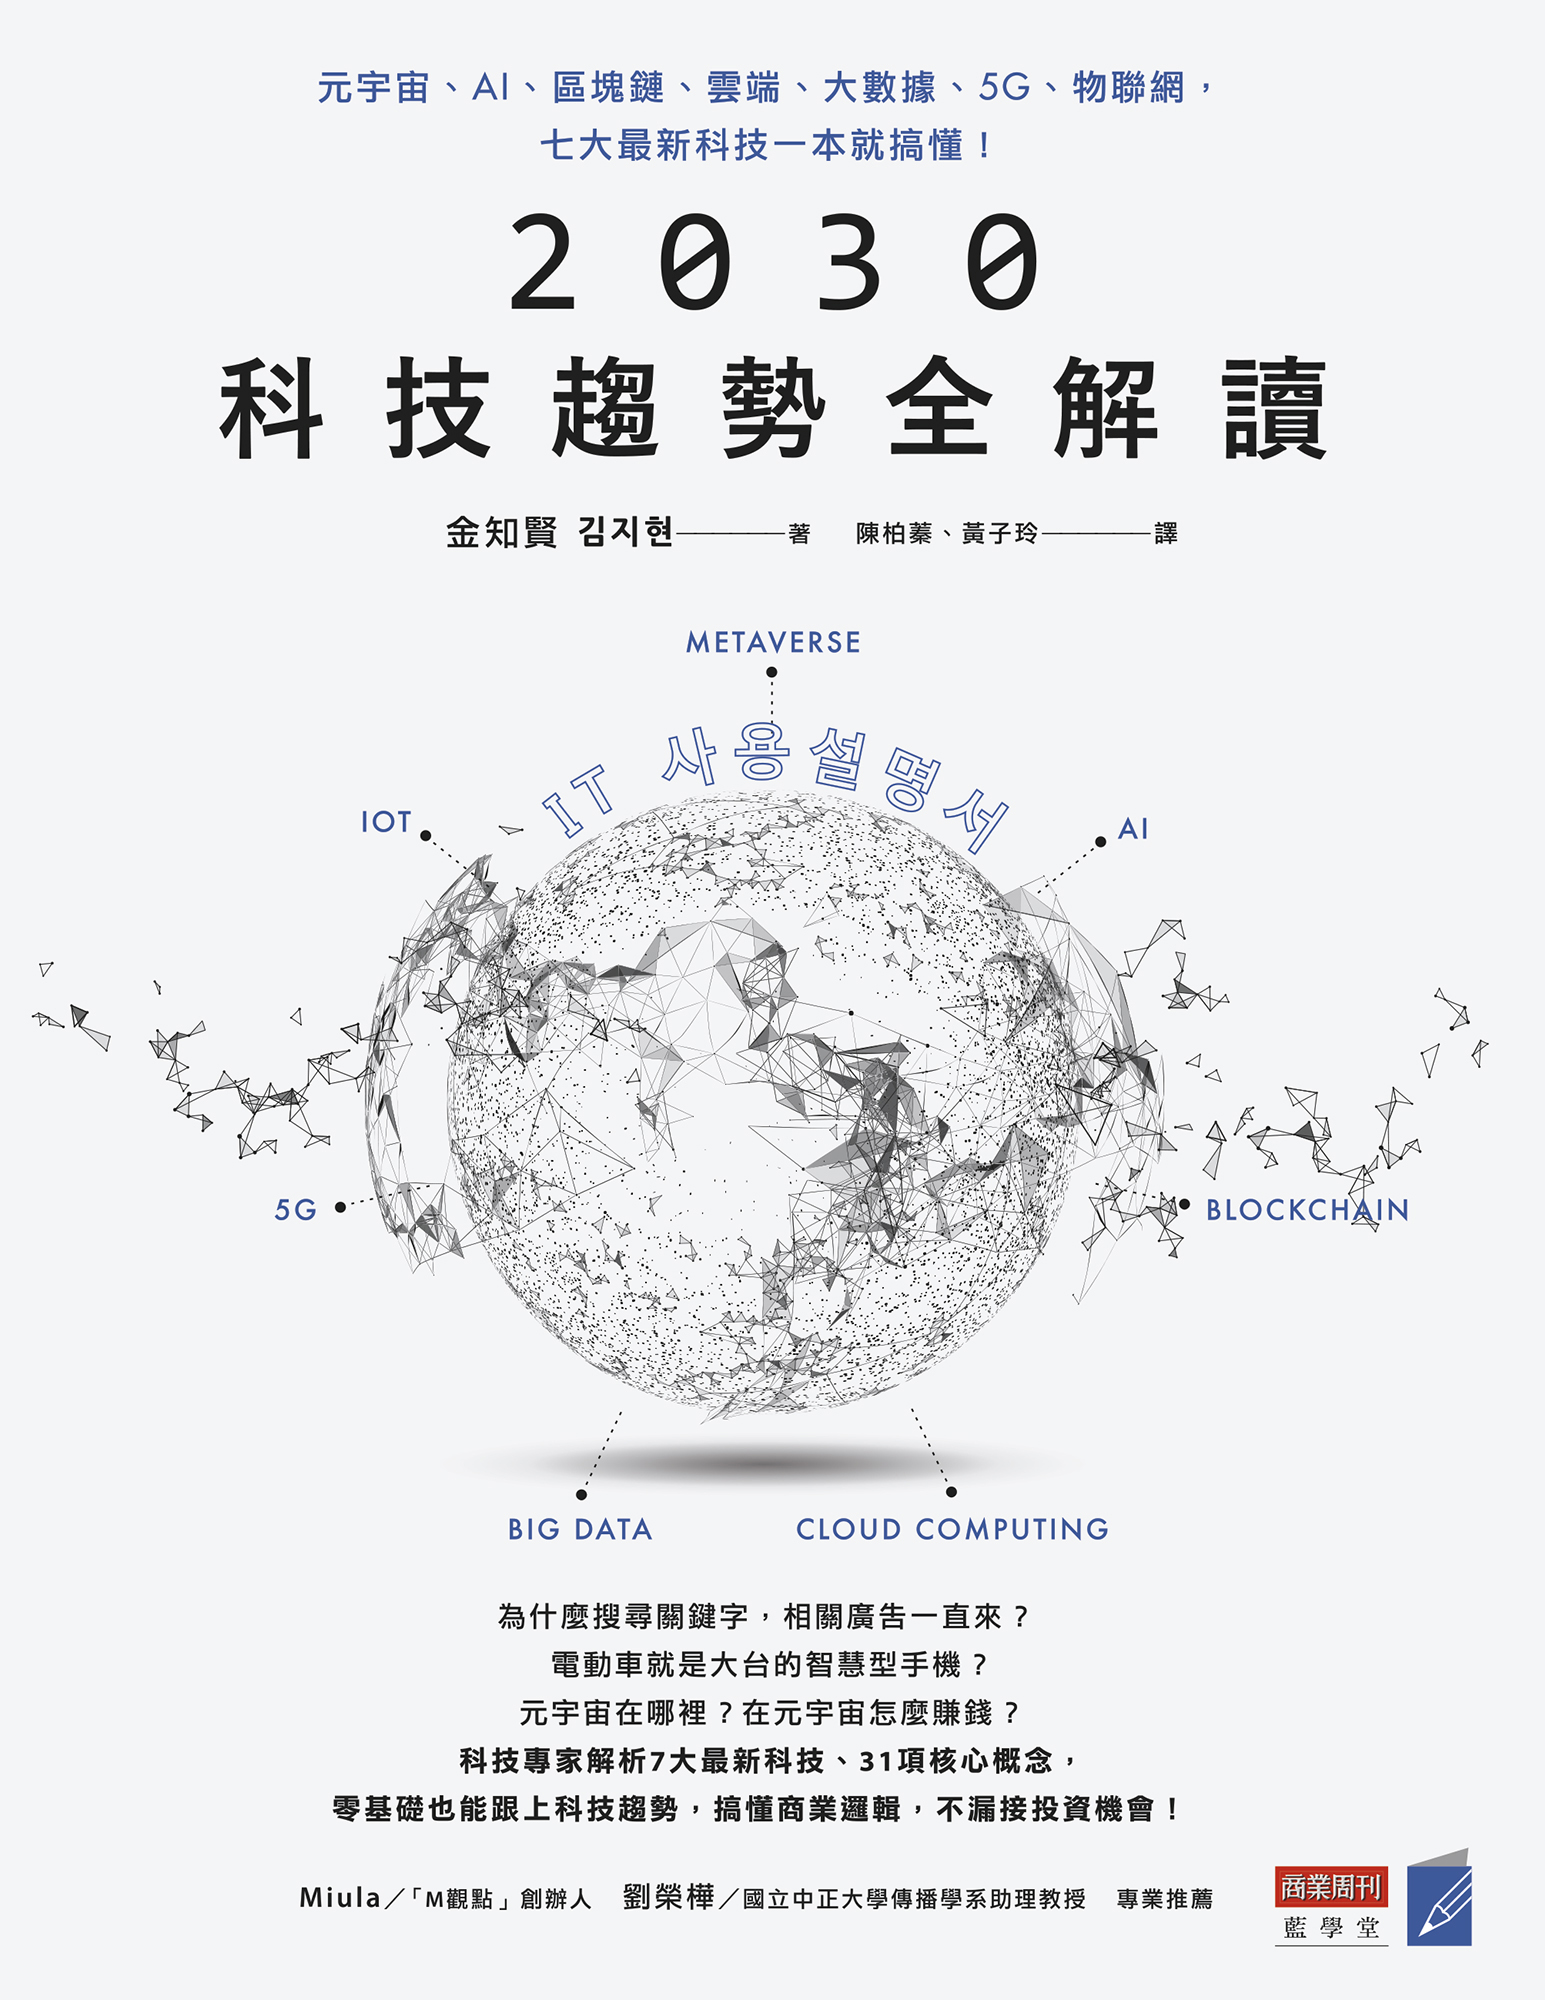 元宇宙、AI、區塊鏈、雲端、大數據、5G、物聯網，
七大最新科技一本就搞懂！
2030
科技趨勢全解讀
金知賢 김지현————著 陳柏蓁、黃子玲————譯
METAVERSE
IT 사용설명서
IOT
AI
5G
BLOCKCHAIN
BIG DATA
CLOUD COMPUTING
為什麼搜尋關鍵字，相關廣告一直來？
電動車就是大台的智慧型手機？
元宇宙在哪裡？在元宇宙怎麼賺錢？
科技專家解析7大最新科技、31項核心概念，
零基礎也能跟上科技趨勢，搞懂商業邏輯，不漏接投資機會！
Miula／「M觀點」創辦人 劉榮樺／國立中正大學傳播學系助理教授 專業推薦
商業周刊
藍學堂